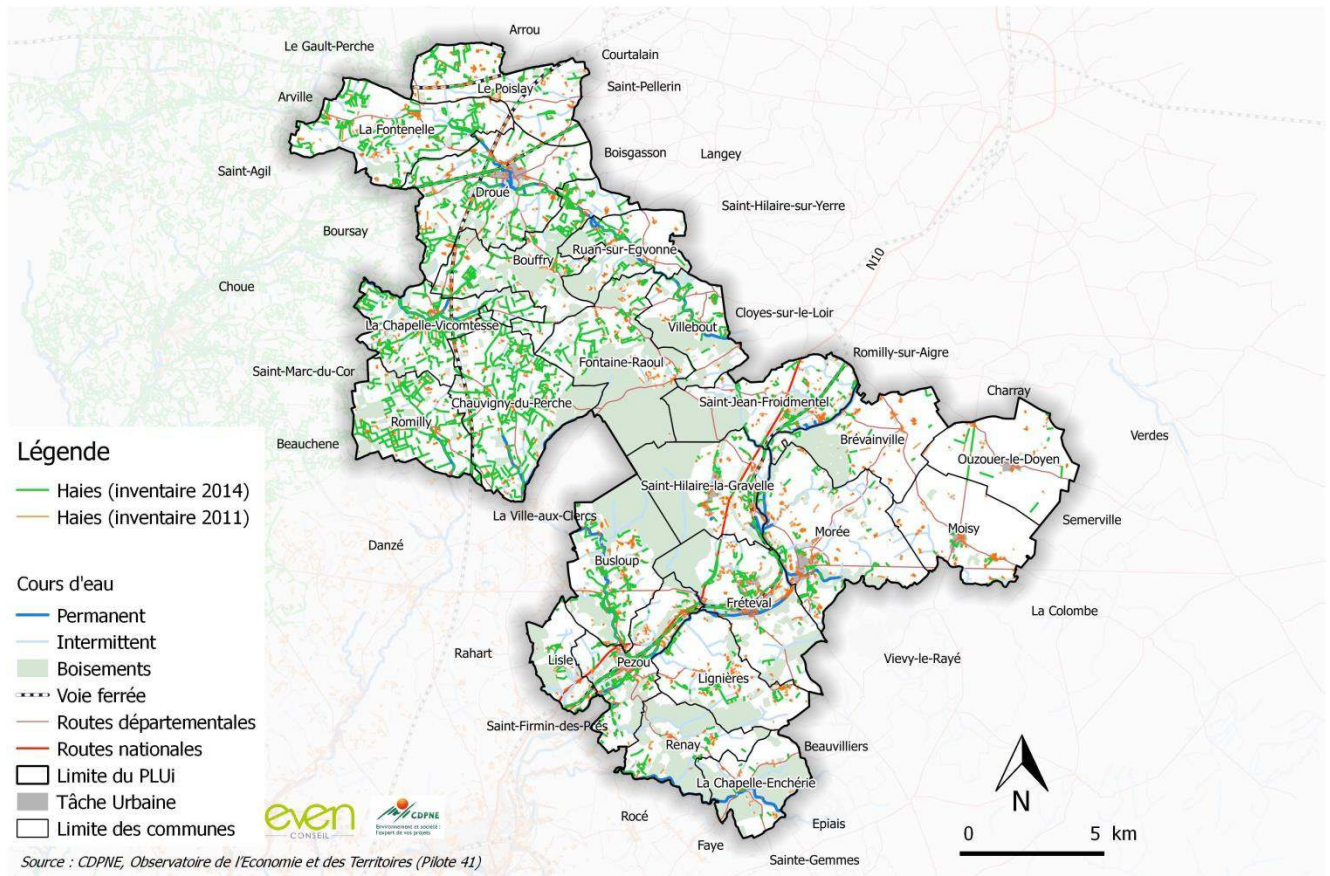 Arrou
Le Gault-Perche
Courtalain
Le Poislay
Saint-Pellerin
Arville
La Fontenelle
Boisgasson
Langey
Saint-Agil
Droué
Saint-Hilaire-sur-Yerre
Boursay
Ruan-sur-Egvonne
Bouffry
N10
Choue
Cloyes-sur-le-Loir
La Chapelle-Vicomtesse
Villebout
Romilly-sur-Aigre
Fontaine-Raoul
Saint-Marc-du-Cor
Charray
Chauvigny-du-Perche
Saint-Jean-Froidmentel
Romilly
Verdes
Beauchene
Brévainville
Ouzouer-le-Doyen
Légende
Haies (inventaire 2014)
Haies (inventaire 2011)
Saint-Hilaire-la-Gravelle
La Ville-aux-Clercs
Semerville
Moisy
Morée
Danzé
Busloup
Cours d'eau
Permanent
Intermittent
Boisements
Voie ferrée
Routes départementales
Routes nationales
Limite du PLUi
Tâche Urbaine
Limite des communes
Fréteval
La Colombe
Rahart
Lisle
Pezou
Vievy-le-Rayé
Lignières
Saint-Firmin-des-Prés
Renay
Beauvilliers
La Chapelle-Enchérie
Rocé
Epiais
Faye
Sainte-Gemmes
N
0 5 km
even
CONSEIL
CDPNE
Environnement et société :
l'expert de vos projets
Source : CDPNE, Observatoire de l'Economie et des Territoires (Pilote 41)